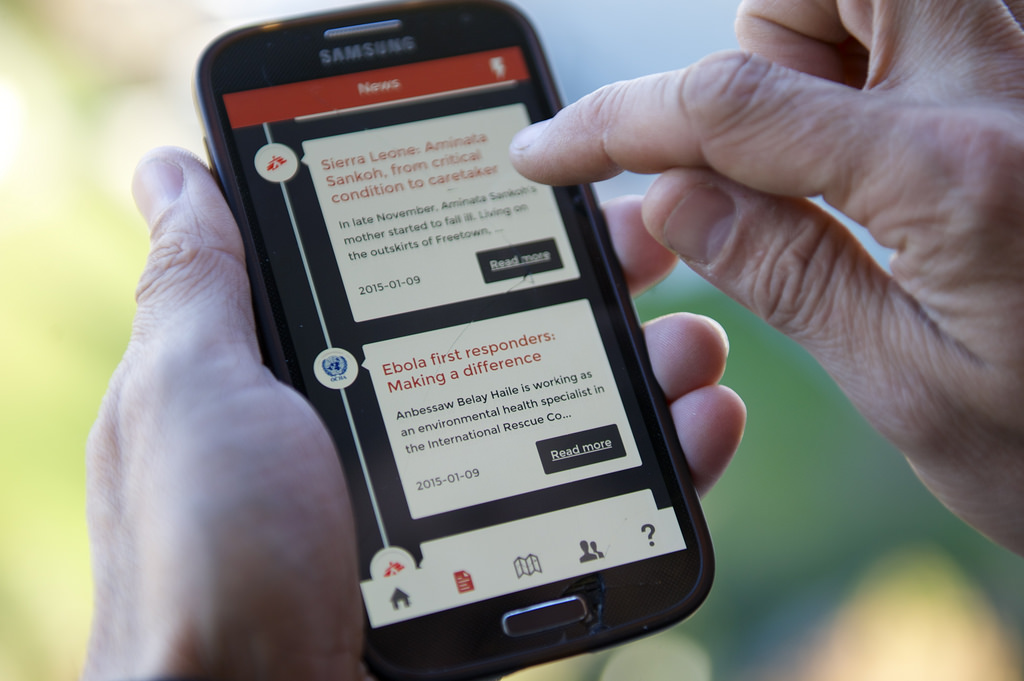 SAMSUNG
News
Sierra Leone: Aminata
Sankoh, from critical
condition to caretaker
In late November, Aminata Sankoh's
mother started to fall ill. Living on
the outskirts of Freetown, ...
Read more
2015-01-09
OCHA
Ebola first responders:
Making a difference
Anbessaw Belay Haile is working as
an environmental health specialist in
the International Rescue Co...
Read more
2015-01-09
?